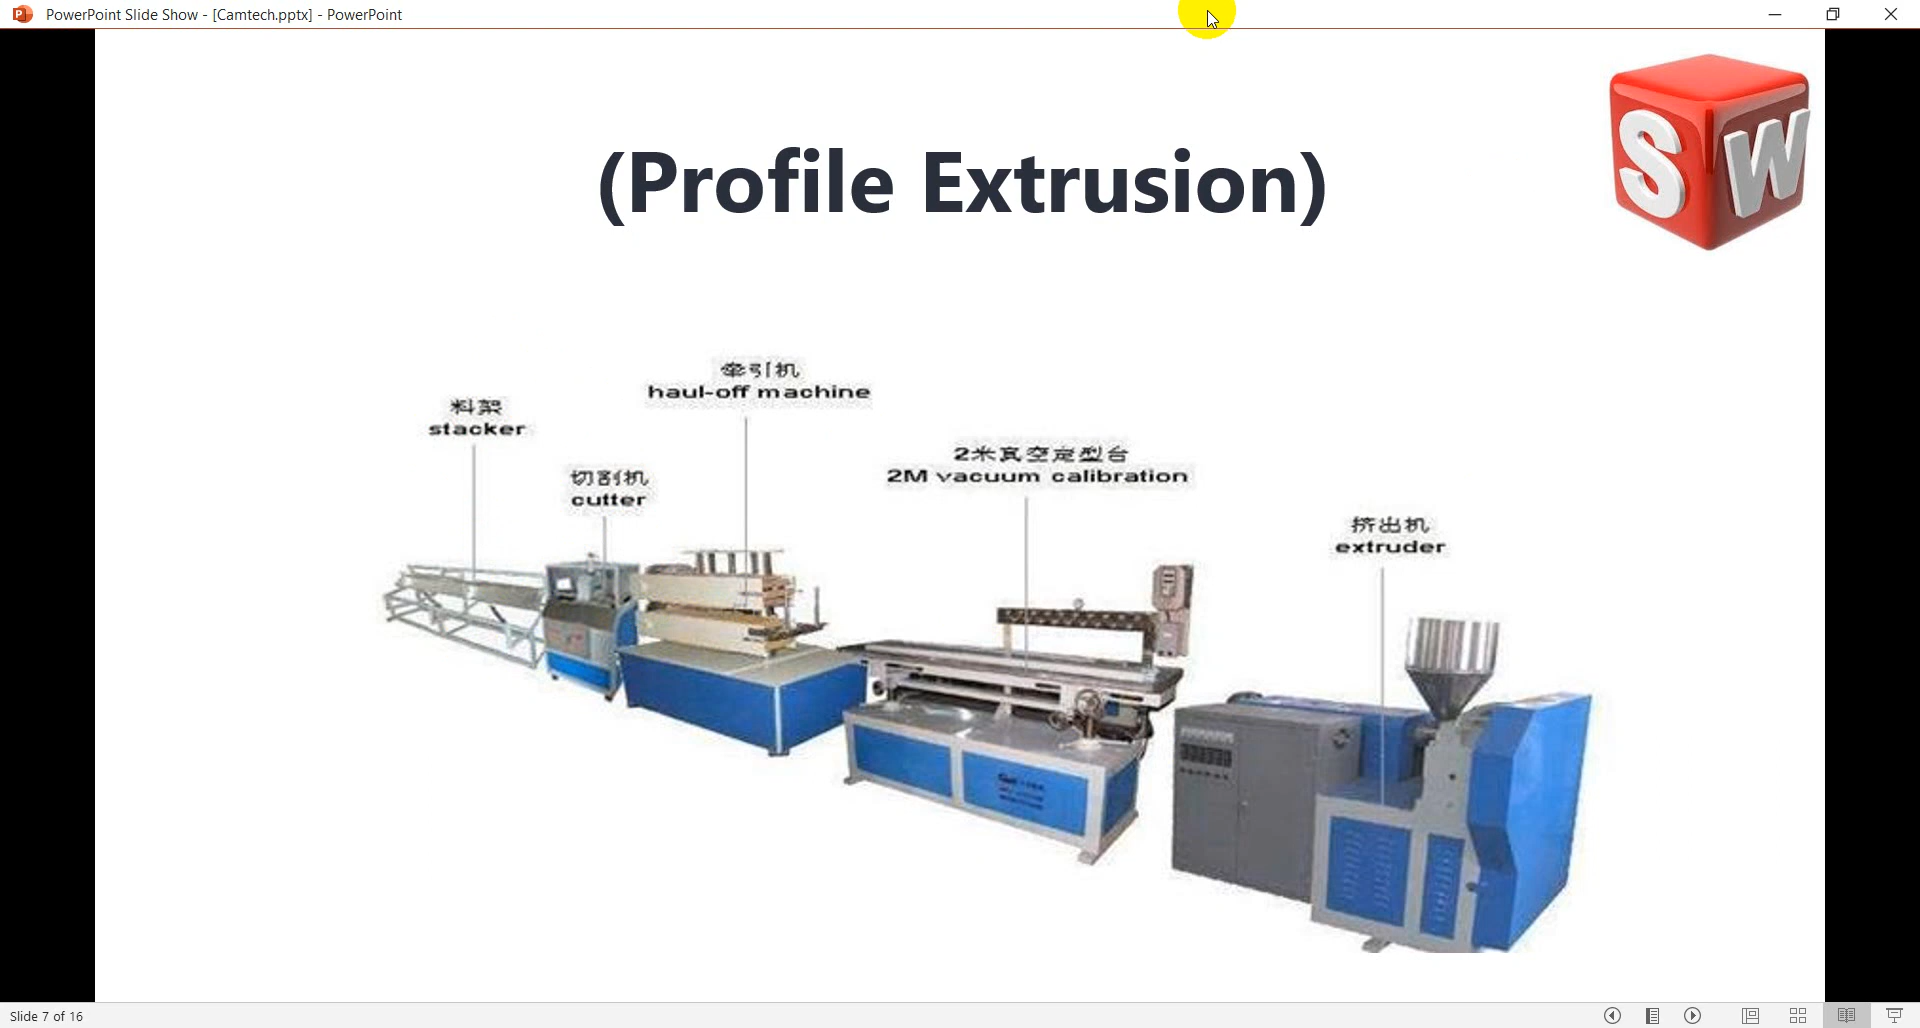 PowerPoint Slide Show - [Camtech.pptx] - PowerPoint
SW
(Profile Extrusion)
牵引机
haul-off machine
料架
stacker
2米真空定型台
2M vacuum calibration
切割机
cutter
挤出机
extruder
Slide 7 of 16